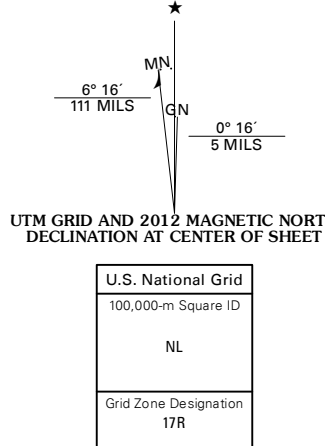 ★
MN
6° 16´
111 MILS
GN
0° 16´
5 MILS
UTM GRID AND 2012 MAGNETIC NORT
DECLINATION AT CENTER OF SHEET
U.S. National Grid
100,000-m Square ID
NL
Grid Zone Designation
17R